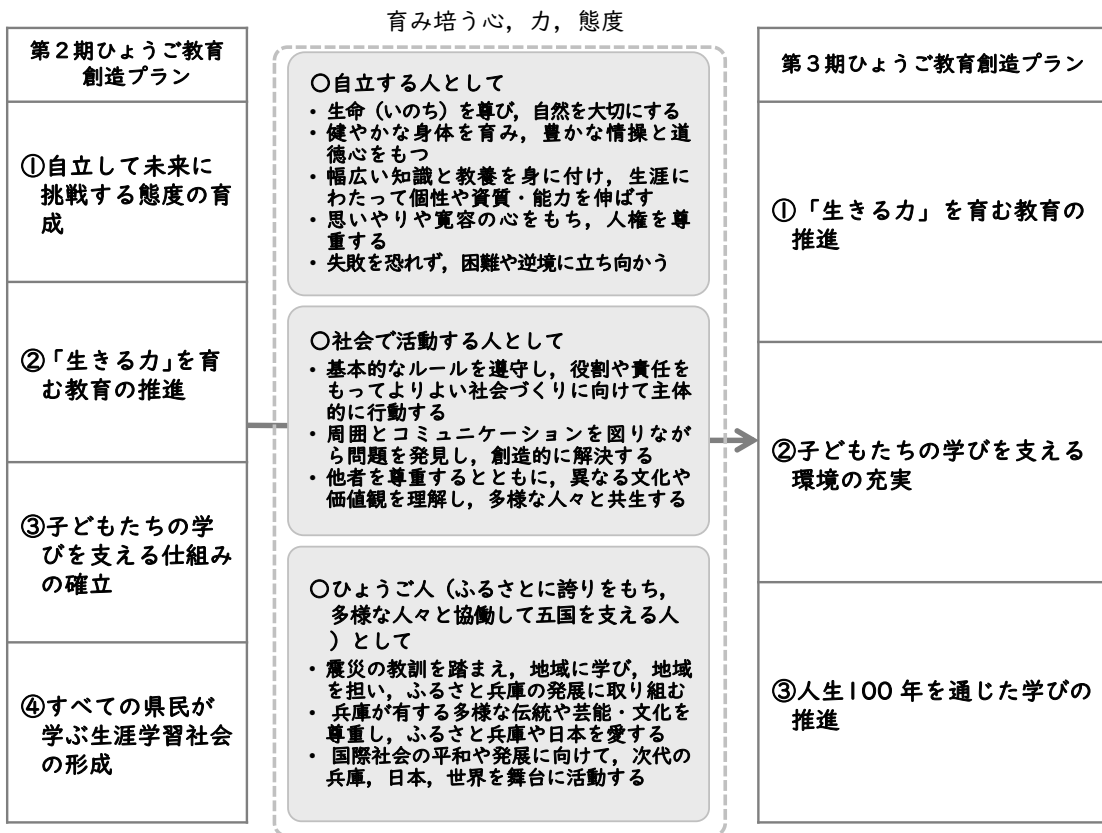 育み培う心，力，態度
第２期ひょうご教育
創造プラン
①自立して未来に
挑戦する態度の育
成
②「生きる力」を育
む教育の推進
③子どもたちの学
びを支える仕組み
の確立
④すべての県民が
学ぶ生涯学習社会
の形成
○自立する人として
・生命（いのち）を尊び，自然を大切にする
・健やかな身体を育み，豊かな情操と道
徳心をもつ
・幅広い知識と教養を身に付け，生涯に
わたって個性や資質・能力を伸ばす
・思いやりや寛容の心をもち，人権を尊
重する
・失敗を恐れず，困難や逆境に立ち向かう
○社会で活動する人として
・基本的なルールを遵守し，役割や責任を
もってよりよい社会づくりに向けて主体
的に行動する
・周囲とコミュニケーションを図りなが
ら問題を発見し，創造的に解決する
・他者を尊重するとともに，異なる文化や
価値観を理解し，多様な人々と共生する
○ひょうご人（ふるさとに誇りをもち，
多様な人々と協働して五国を支える人
）として
・震災の教訓を踏まえ，地域に学び，地域
を担い，ふるさと兵庫の発展に取り組む
・兵庫が有する多様な伝統や芸能・文化を
尊重し，ふるさと兵庫や日本を愛する
・国際社会の平和や発展に向けて，次代の
兵庫，日本，世界を舞台に活動する
第３期ひょうご教育創造プラン
①「生きる力」を育む教育の
推進
②子どもたちの学びを支える
環境の充実
③人生100年を通じた学びの
推進